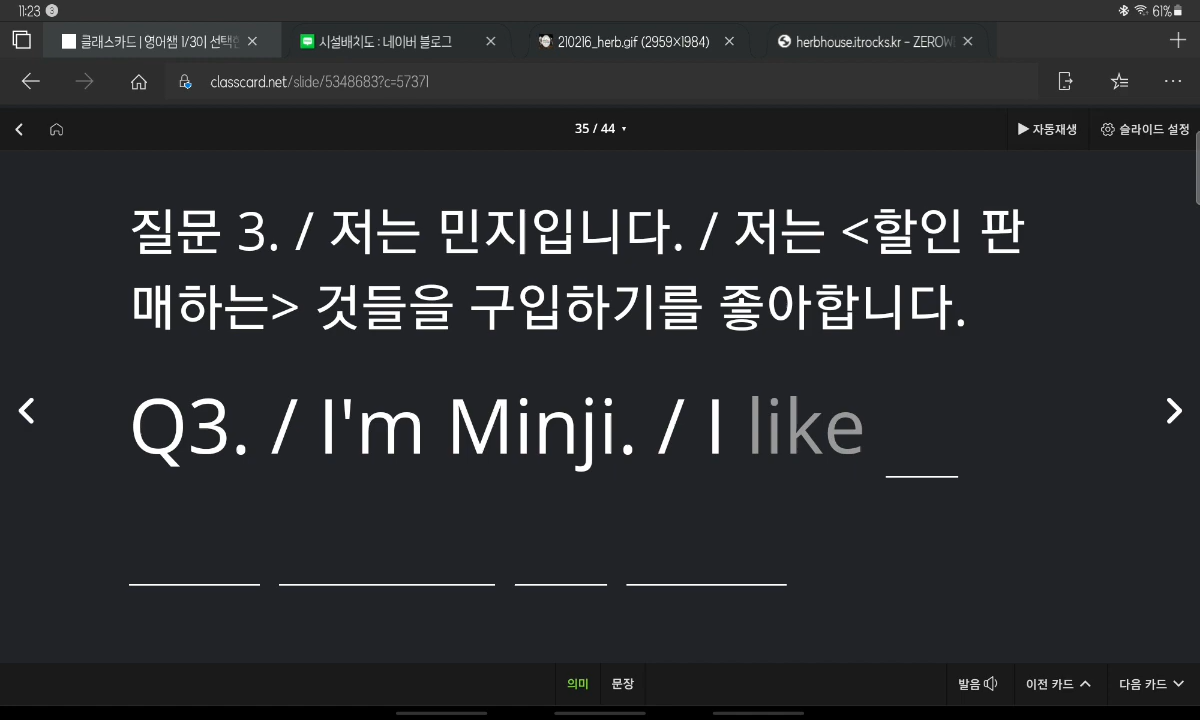 11:23 3 61%
클래스카드 | 영어쌤 1/3이 선택한 시설배치도 : 네이버 블로그 210216_herb.gif (2959×1984) herbhouse.itrocks.kr – ZEROW
classcard.net/slide/5348683?c=57371
35 / 44 자동재생 슬라이드 설정
질문 3. / 저는 민지입니다. / 저는 <할인 판
매하는> 것들을 구입하기를 좋아합니다.
Q3. / I'm Minji. / I like
의미 문장 발음 이전 카드 다음 카드